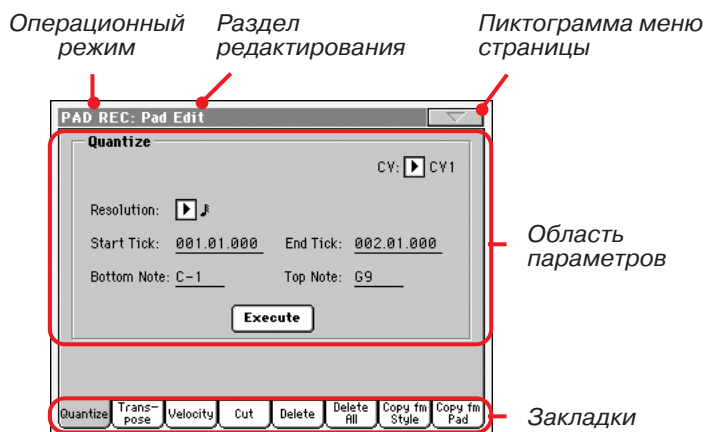 Операционный режим
Раздел редактирования
Пиктограмма меню страницы
PAD REC: Pad Edit
Quantize
CV: CV1
Resolution:
Start Tick: 001.01.000 End Tick: 002.01.000
Bottom Note: C-1 Top Note: G9
Execute
Область параметров
Quantize Trans- pose Velocity Cut Delete Delete All Copy fm Style Copy fm Pad
Закладки